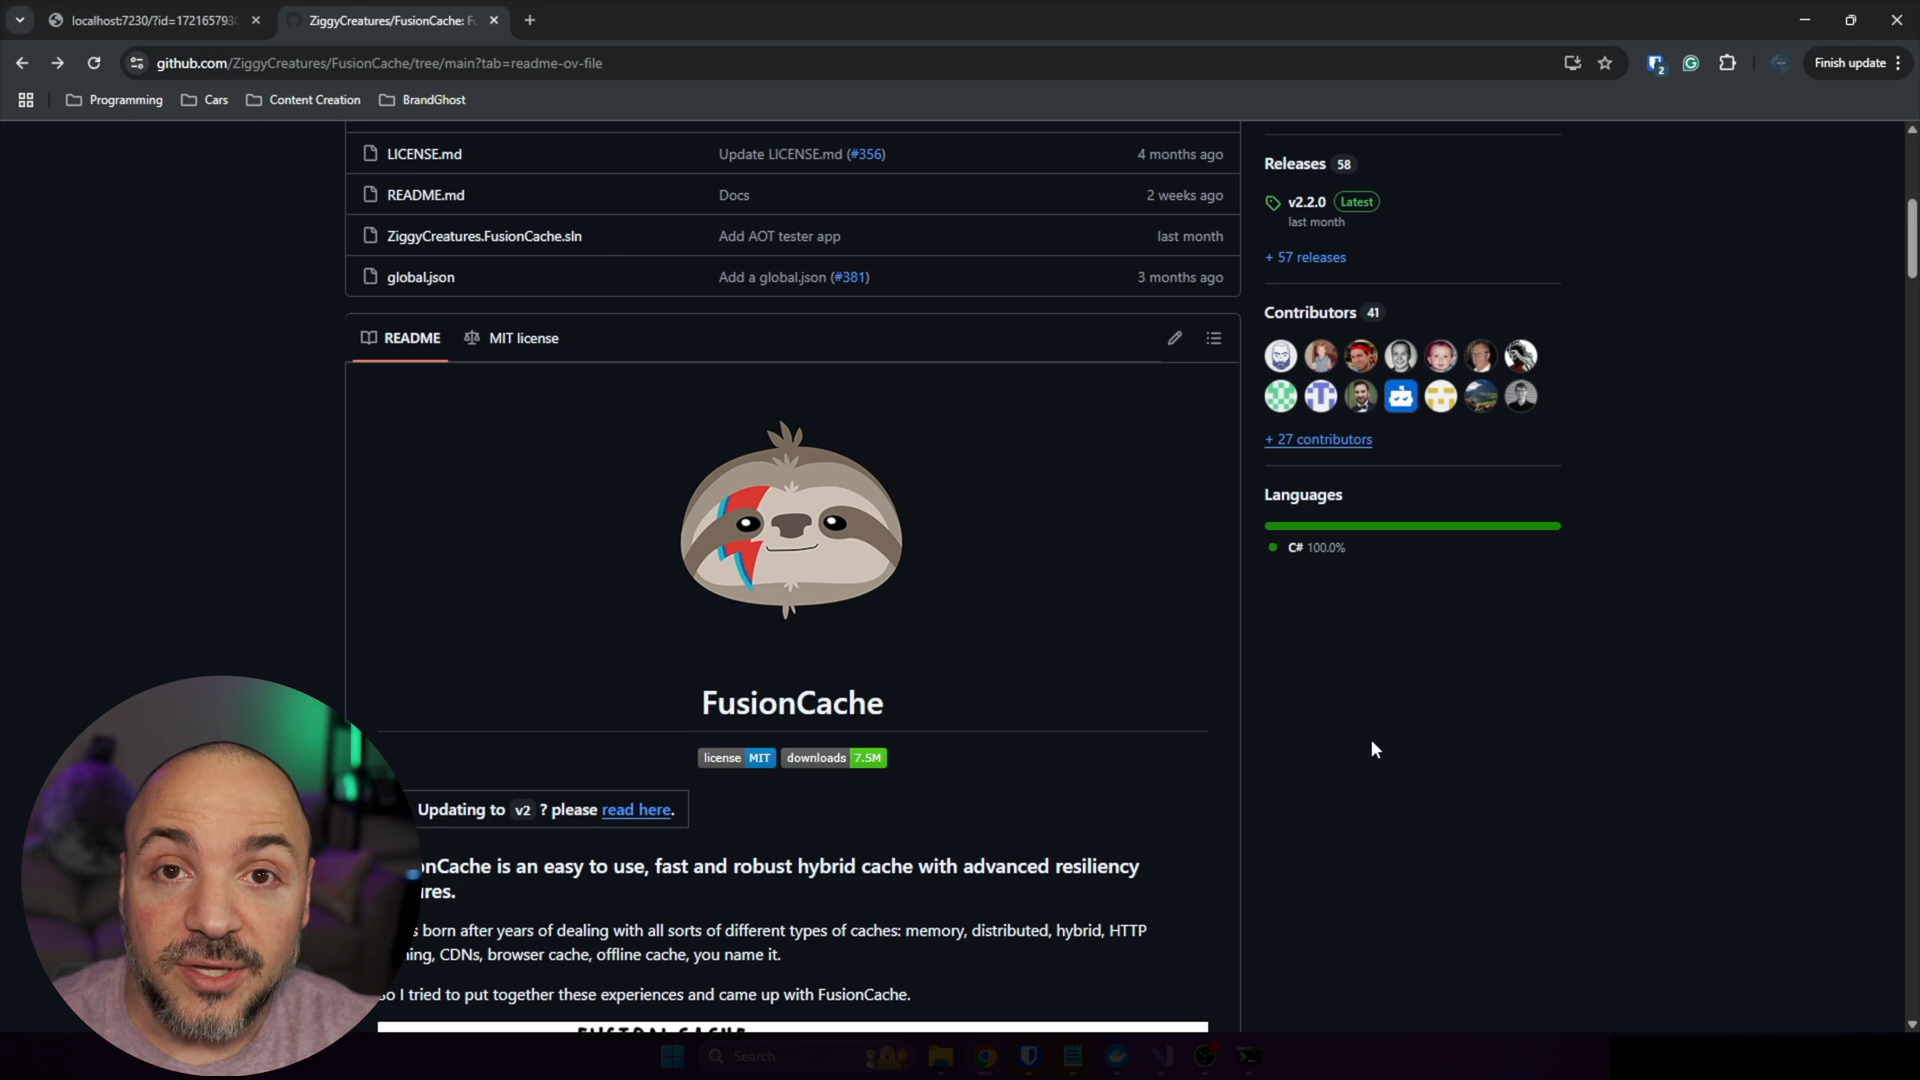 localhost:7230/?id=172165793
ZiggyCreatures/FusionCache: F
github.com/ZiggyCreatures/FusionCache/tree/main?tab=readme-ov-file
2
Finish update
Programming
Cars
Content Creation
BrandGhost
LICENSE.md
Update LICENSE.md (#356)
4 months ago
README.md
Docs
2 weeks ago
ZiggyCreatures.FusionCache.sln
Add AOT tester app
last month
global.json
Add a global.json (#381)
3 months ago
README
MIT license
Releases 58
v2.2.0 Latest
last month
+ 57 releases
Contributors 41
+ 27 contributors
Languages
C# 100.0%
FusionCache
license MIT downloads 7.5M
Updating to v2 ? please read here.
onCache is an easy to use, fast and robust hybrid cache with advanced resiliency
ures.
s born after years of dealing with all sorts of different types of caches: memory, distributed, hybrid, HTTP
hing, CDNs, browser cache, offline cache, you name it.
so I tried to put together these experiences and came up with FusionCache.
FUSION CACHE
Search